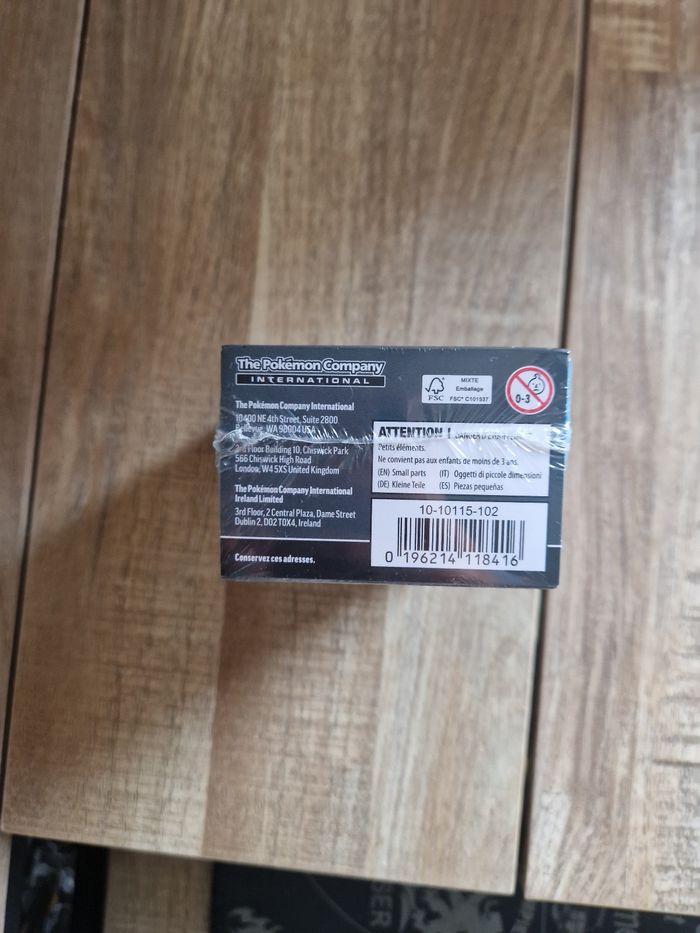 The Pokémon Company
INTERNATIONAL
The Pokémon Company International
10400 NE 4th Street, Suite 2800
Bellevue, WA 98004 USA
Floor Building 10, Chiswick Park
566 Chiswick High Road
London, W4 5XS United Kingdom
The Pokémon Company International
Ireland Limited
3rd Floor, 2 Central Plaza, Dame Street
Dublin 2, D02 T0X4, Ireland
Conservez ces adresses.
FSC
MIXTE
Emballage
FSC® C101537
0-3
ATTENTION !
Petits éléments.
Ne convient pas aux enfants de moins de 3 ans.
(EN) Small parts (IT) Oggetti di piccole dimensioni
(DE) Kleine Teile (ES) Piezas pequeñas
10-10115-102
0 196214 118416